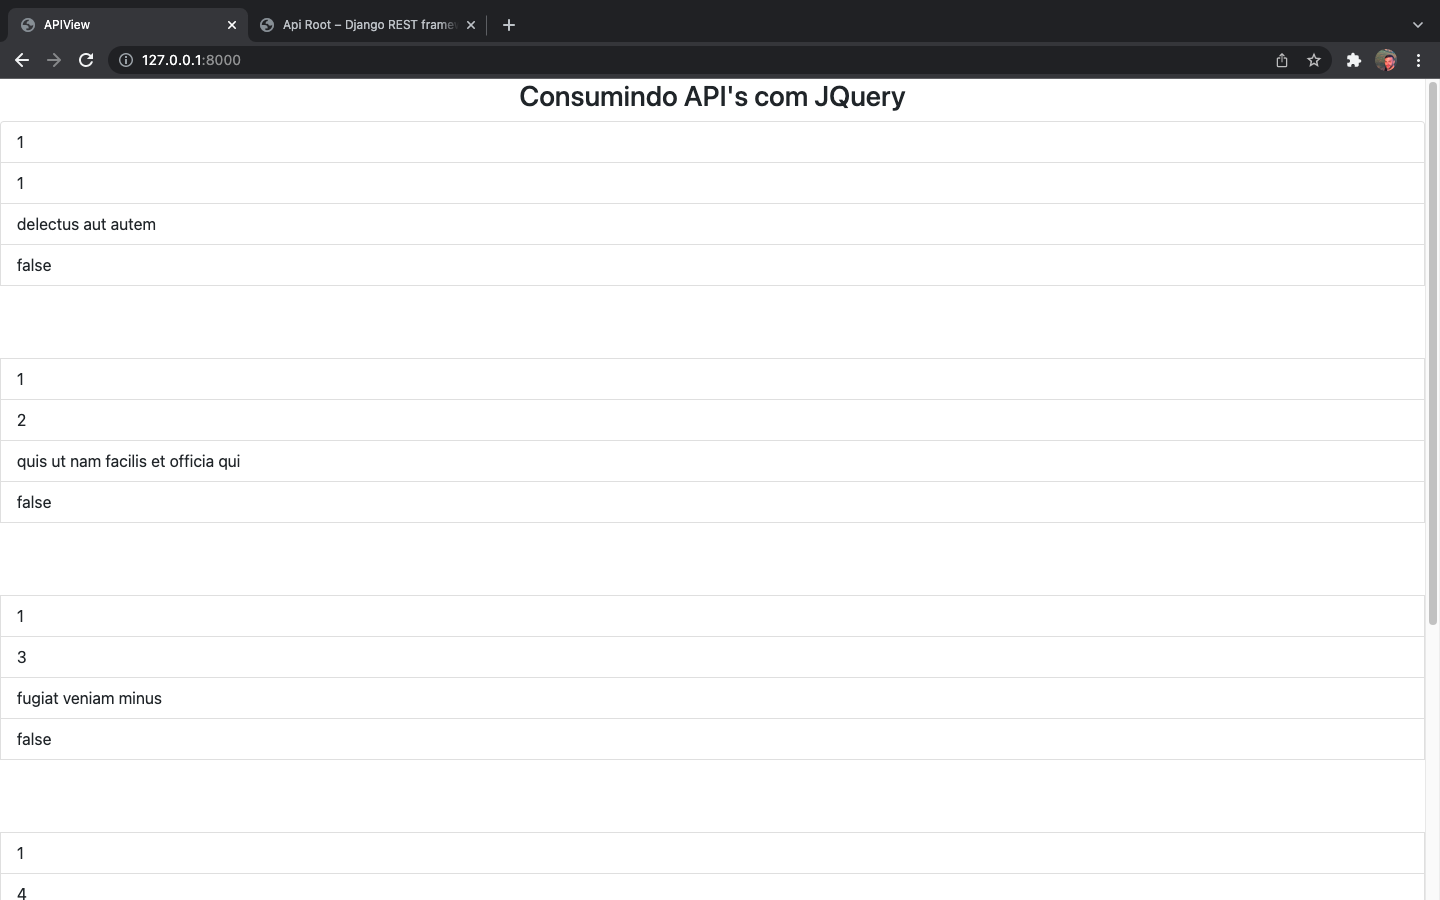 APIView
Api Root – Django REST frame
127.0.0.1:8000
Consumindo API's com JQuery
1
1
delectus aut autem
false
1
2
quis ut nam facilis et officia qui
false
1
3
fugiat veniam minus
false
1
4